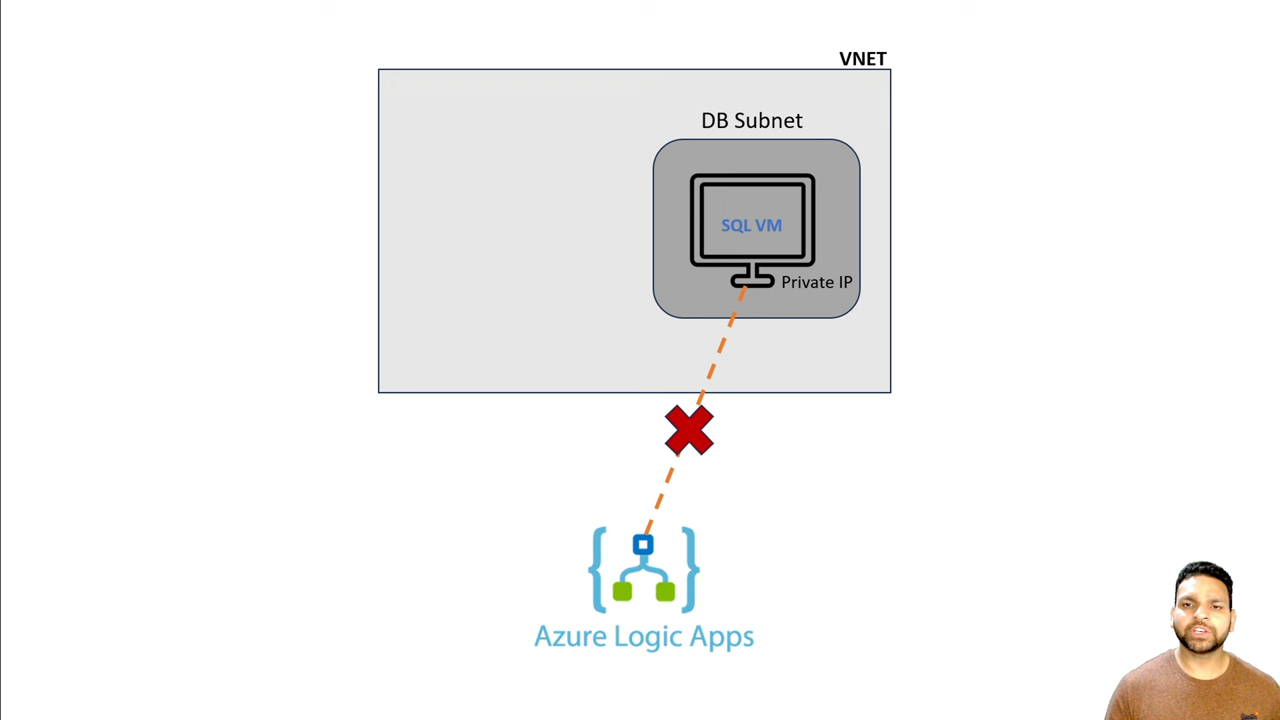 VNET
DB Subnet
SQL VM
Private IP
Azure Logic Apps